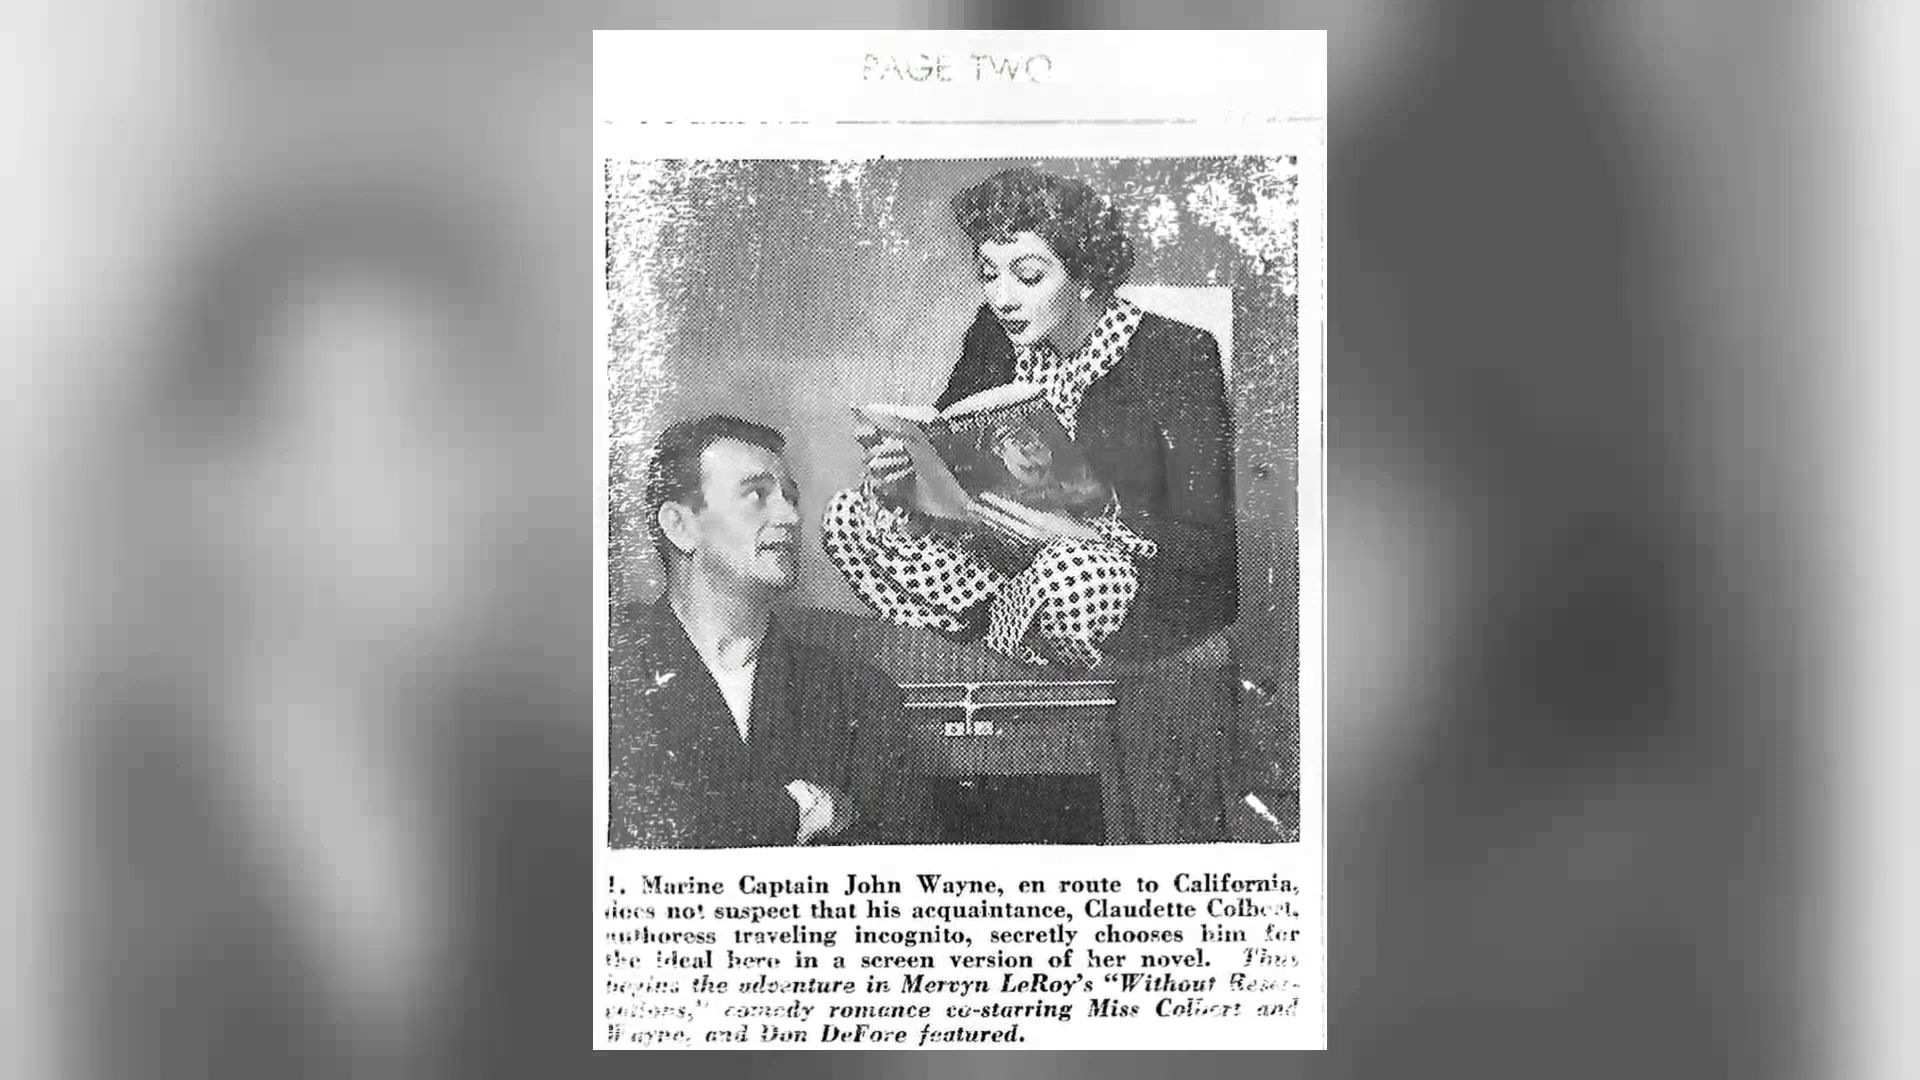 PAGE TWO
1. Marine Captain John Wayne, en route to California,
does not suspect that his acquaintance, Claudette Colbert,
authoress traveling incognito, secretly chooses him for
the ideal hero in a screen version of her novel. Thus
begins the adventure in Mervyn LeRoy's "Without Reser-
vations," comedy romance co-starring Miss Colbert and
Wayne, and Don DeFore featured.